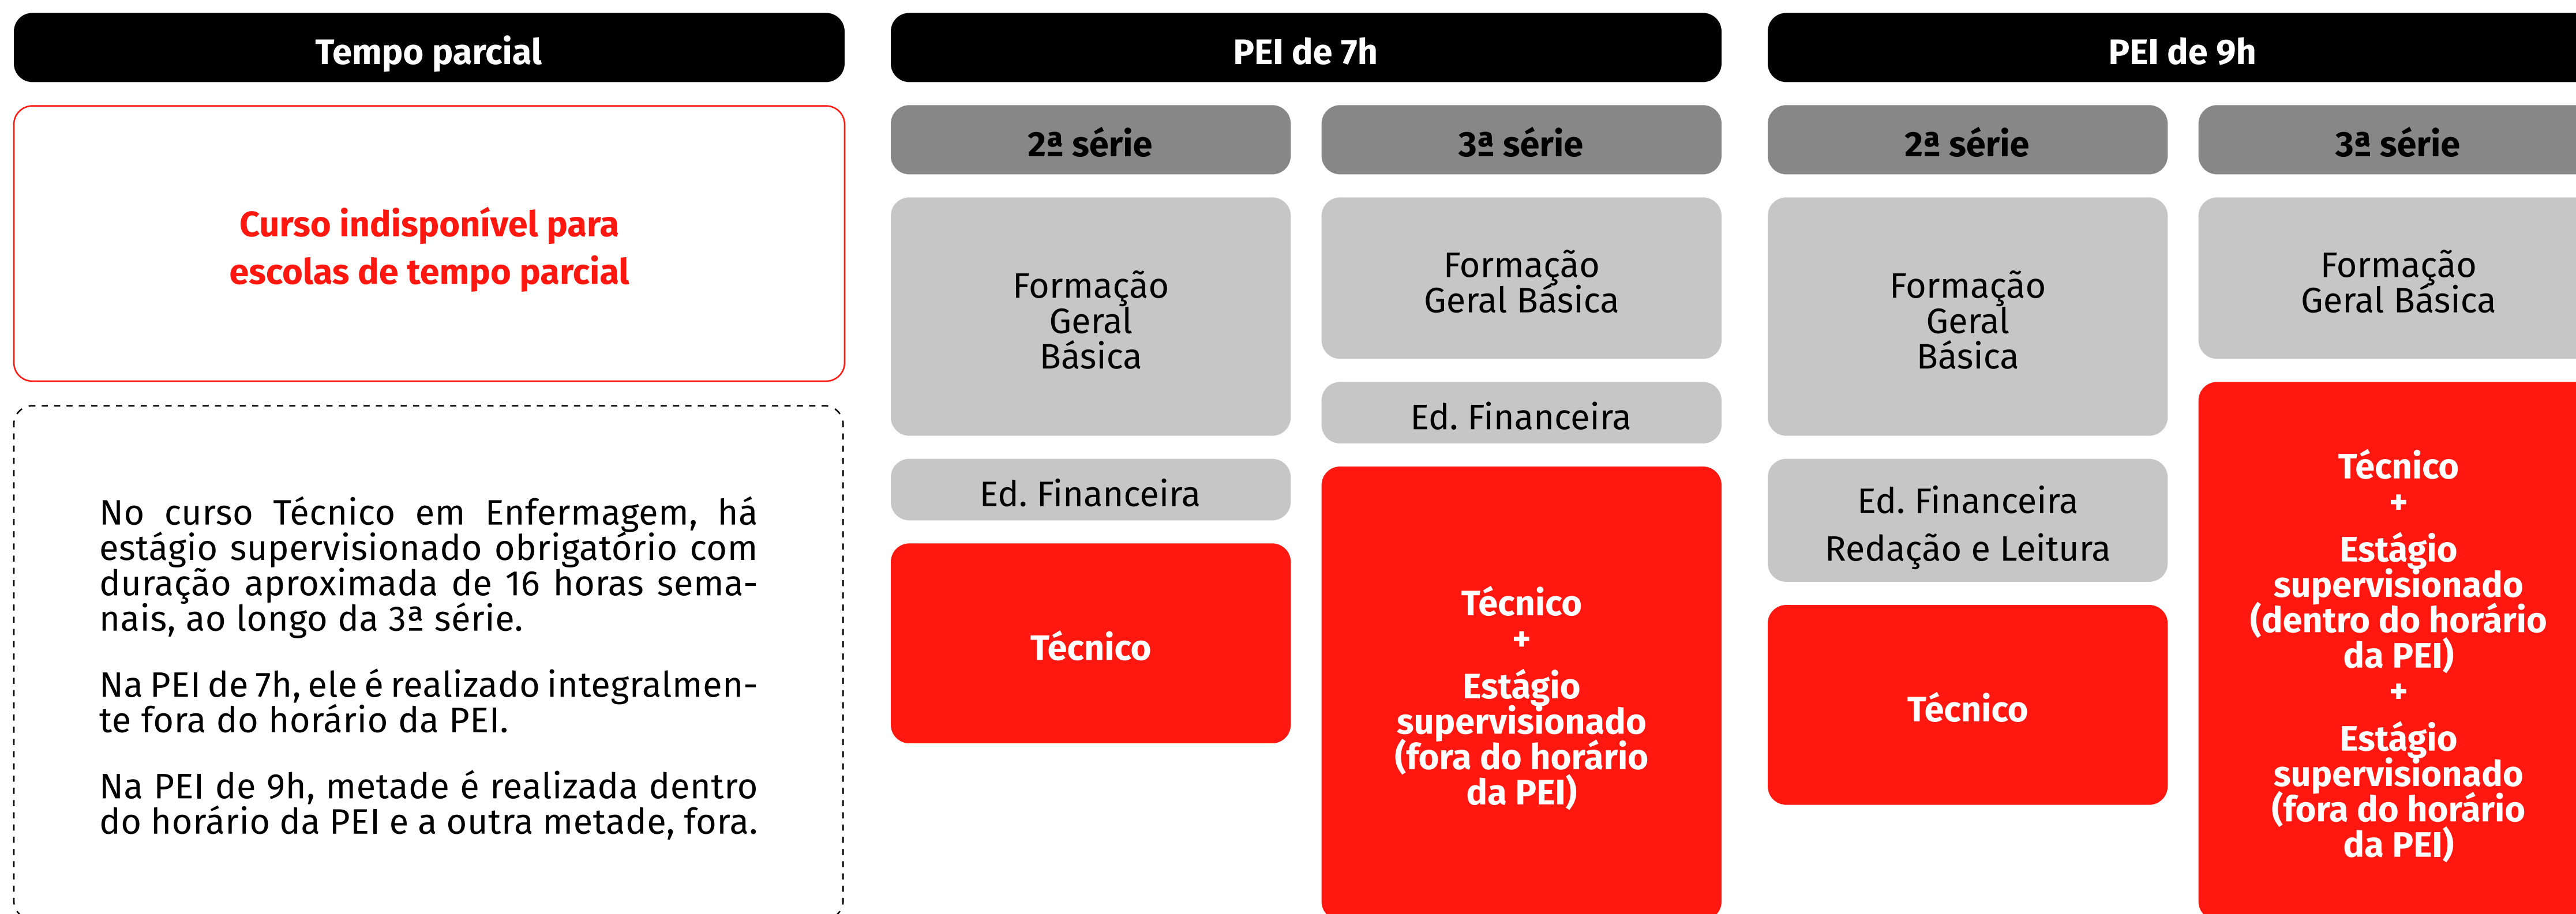 Tempo parcial
Curso indisponível para
escolas de tempo parcial
No curso Técnico em Enfermagem, há
estágio supervisionado obrigatório com
duração aproximada de 16 horas sema-
nais, ao longo da 3ª série.
Na PEI de 7h, ele é realizado integralmen-
te fora do horário da PEI.
Na PEI de 9h, metade é realizada dentro
do horário da PEI e a outra metade, fora.
PEI de 7h
2ª série
Formação
Geral
Básica
Ed. Financeira
Técnico
3ª série
Formação
Geral Básica
Ed. Financeira
Técnico
+
Estágio
supervisionado
(fora do horário
da PEI)
PEI de 9h
2ª série
Formação
Geral
Básica
Ed. Financeira
Redação e Leitura
Técnico
3ª série
Formação
Geral Básica
Técnico
+
Estágio
supervisionado
(dentro do horário
da PEI)
+
Estágio
supervisionado
(fora do horário
da PEI)